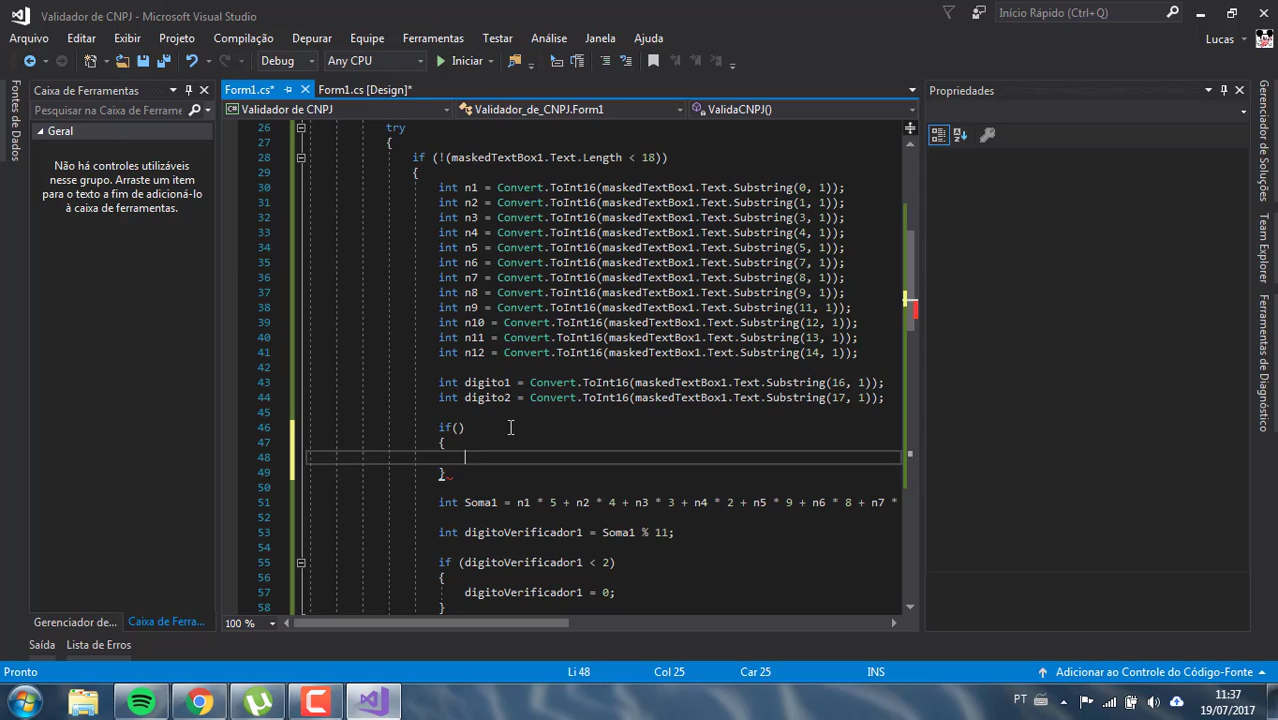 Validador de CNPJ - Microsoft Visual Studio
Início Rápido (Ctrl+Q)
Arquivo Editar Exibir Projeto Compilação Depurar Equipe Ferramentas Testar Análise Janela Ajuda
Lucas
Debug Any CPU Iniciar
Fontes de Dados
Caixa de Ferramentas
Pesquisar na Caixa de Ferrame
Geral
Não há controles utilizáveis
nesse grupo. Arraste um item
para o texto a fim de adicioná-lo
à caixa de ferramentas.
Form1.cs* Form1.cs [Design]*
Validador de CNPJ Validador_de_CNPJ.Form1 ValidaCNPJ()
26 try
27 {
28 if (!(maskedTextBox1.Text.Length < 18))
29 {
30 int n1 = Convert.ToInt16(maskedTextBox1.Text.Substring(0, 1));
31 int n2 = Convert.ToInt16(maskedTextBox1.Text.Substring(1, 1));
32 int n3 = Convert.ToInt16(maskedTextBox1.Text.Substring(3, 1));
33 int n4 = Convert.ToInt16(maskedTextBox1.Text.Substring(4, 1));
34 int n5 = Convert.ToInt16(maskedTextBox1.Text.Substring(5, 1));
35 int n6 = Convert.ToInt16(maskedTextBox1.Text.Substring(7, 1));
36 int n7 = Convert.ToInt16(maskedTextBox1.Text.Substring(8, 1));
37 int n8 = Convert.ToInt16(maskedTextBox1.Text.Substring(9, 1));
38 int n9 = Convert.ToInt16(maskedTextBox1.Text.Substring(11, 1));
39 int n10 = Convert.ToInt16(maskedTextBox1.Text.Substring(12, 1));
40 int n11 = Convert.ToInt16(maskedTextBox1.Text.Substring(13, 1));
41 int n12 = Convert.ToInt16(maskedTextBox1.Text.Substring(14, 1));
42
43 int digito1 = Convert.ToInt16(maskedTextBox1.Text.Substring(16, 1));
44 int digito2 = Convert.ToInt16(maskedTextBox1.Text.Substring(17, 1));
45
46 if()
47 {
48
49 }
50
51 int Soma1 = n1 * 5 + n2 * 4 + n3 * 3 + n4 * 2 + n5 * 9 + n6 * 8 + n7 *
52
53 int digitoVerificador1 = Soma1 % 11;
54
55 if (digitoVerificador1 < 2)
56 {
57 digitoVerificador1 = 0;
58 }
100 %
Propriedades
Gerenciador de Soluções
Team Explorer
Ferramentas de Diagnóstico
Gerenciador de... Caixa de Ferra...
Saída Lista de Erros
Pronto Li 48 Col 25 Car 25 INS Adicionar ao Controle do Código-Fonte
PT
11:37
19/07/2017